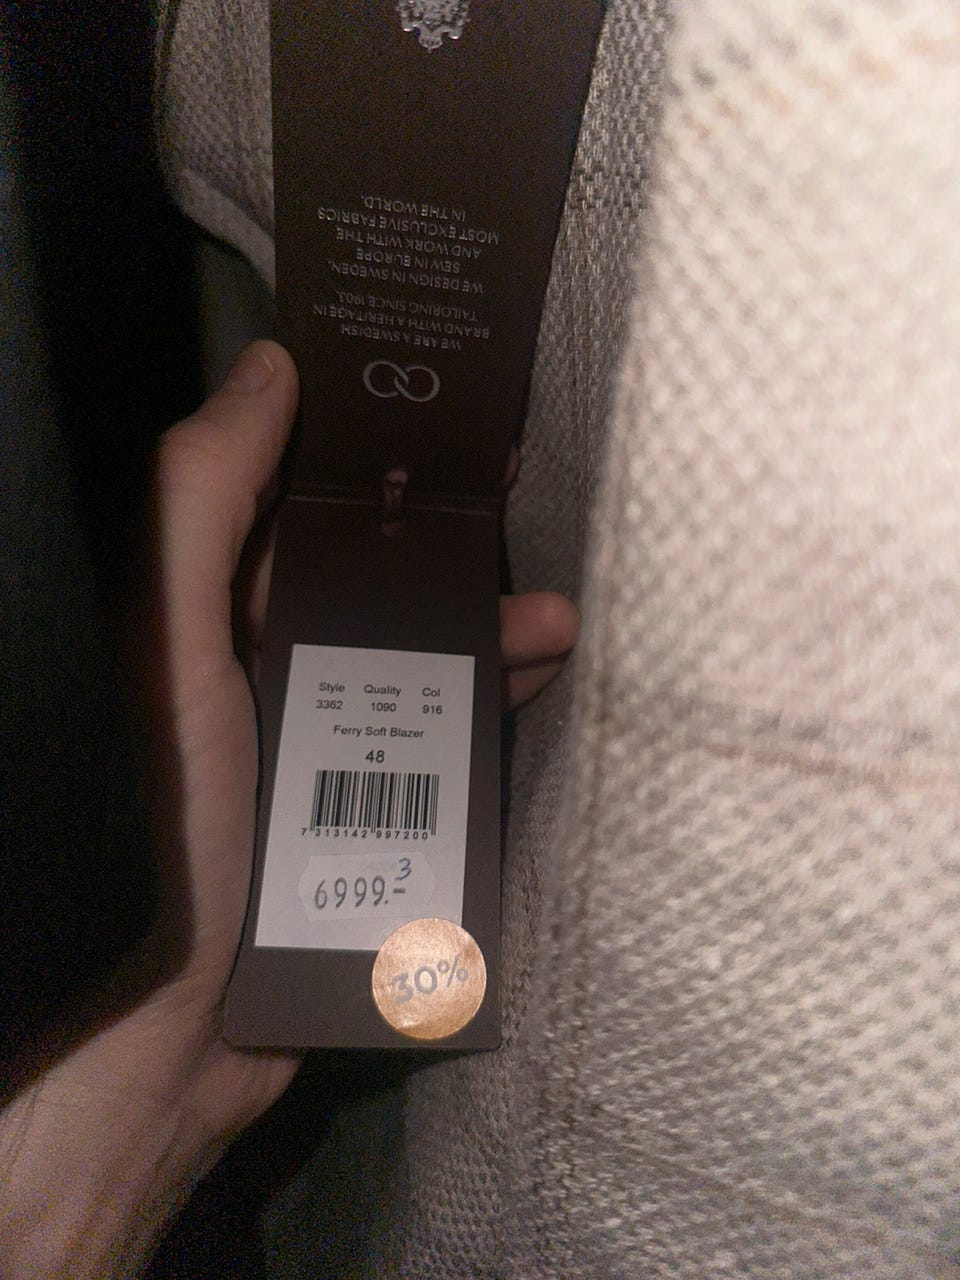 WE ARE A SWEDISH
BRAND WITH A HERITAGE IN
TAILORING SINCE 1903.
WE DESIGN IN SWEDEN,
SEW IN EUROPE
AND WORK WITH THE
MOST EXCLUSIVE FABRICS
IN THE WORLD.
Style Quality Col
3362 1090 916
Ferry Soft Blazer
48
7 313142 997200
3
6999.-
30%